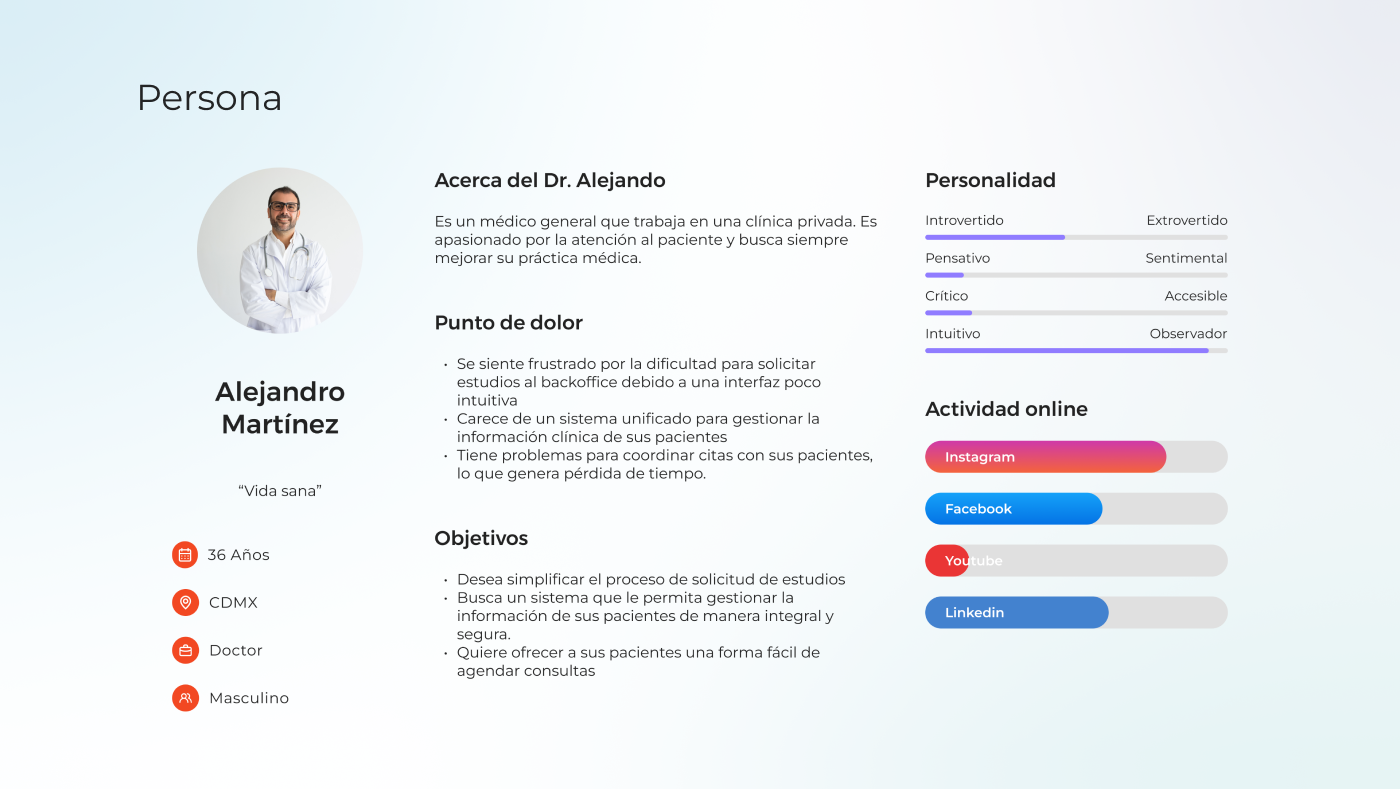 Persona
Alejandro
Martínez
“Vida sana”
36 Años
CDMX
Doctor
Masculino
Acerca del Dr. Alejando
Es un médico general que trabaja en una clínica privada. Es
apasionado por la atención al paciente y busca siempre
mejorar su práctica médica.
Punto de dolor
• Se siente frustrado por la dificultad para solicitar
estudios al backoffice debido a una interfaz poco
intuitiva
• Carece de un sistema unificado para gestionar la
información clínica de sus pacientes
• Tiene problemas para coordinar citas con sus pacientes,
lo que genera pérdida de tiempo.
Objetivos
• Desea simplificar el proceso de solicitud de estudios
• Busca un sistema que le permita gestionar la
información de sus pacientes de manera integral y
segura.
• Quiere ofrecer a sus pacientes una forma fácil de
agendar consultas
Personalidad
Introvertido Extrovertido
Pensativo Sentimental
Crítico Accesible
Intuitivo Observador
Actividad online
Instagram
Facebook
Youtube
Linkedin